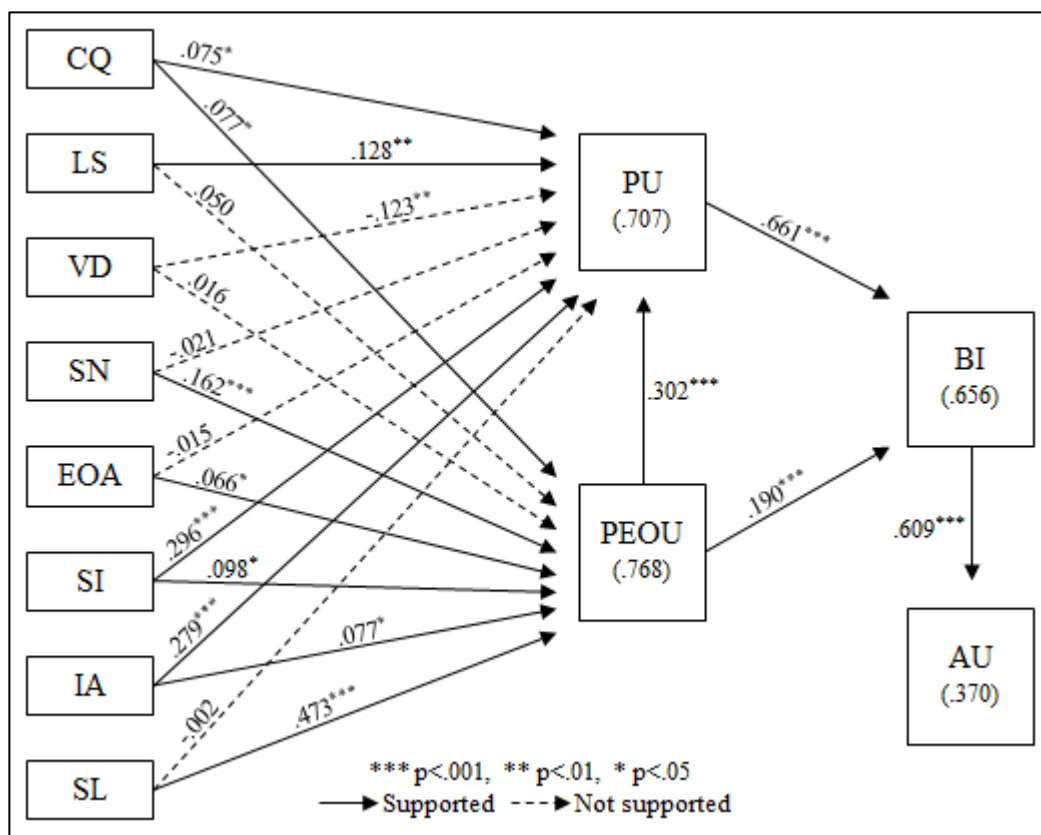 CQ
.075*
.077*
LS
.128**
.050
PU
(.707)
-.123**
VD
.016
.661***
SN
-.021
.162***
BI
(.656)
.302***
EOA
-.015
.066*
PEOU
(.768)
.190***
.296***
SI
.098*
.609***
.279***
IA
.077*
AU
(.370)
-.002
.473***
SL
*** p<.001, ** p<.01, * p<.05
Supported Not supported